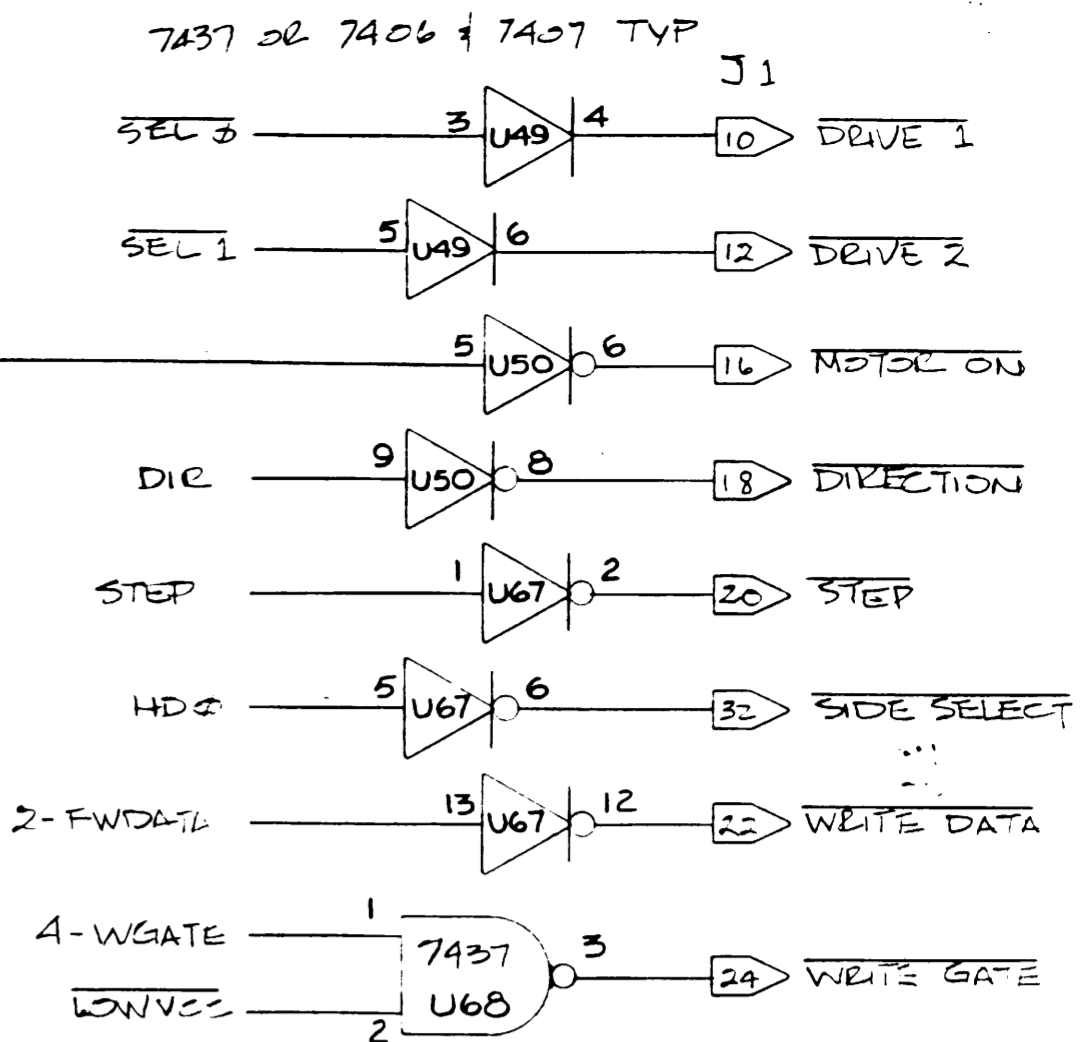 7437 OR 7406 & 7407 TYP
J1
SEL 0 3 U49 4 10 DRIVE 1
SEL 1 5 U49 6 12 DRIVE 2
5 U50 6 16 MOTOR ON
DIR 9 U50 8 18 DIRECTION
STEP 1 U67 2 20 STEP
HD0 5 U67 6 32 SIDE SELECT
13 U67 12 22 WRITE DATA
4-WGATE 1 7437 3 24 WRITE GATE
LOWVCC 2 U68